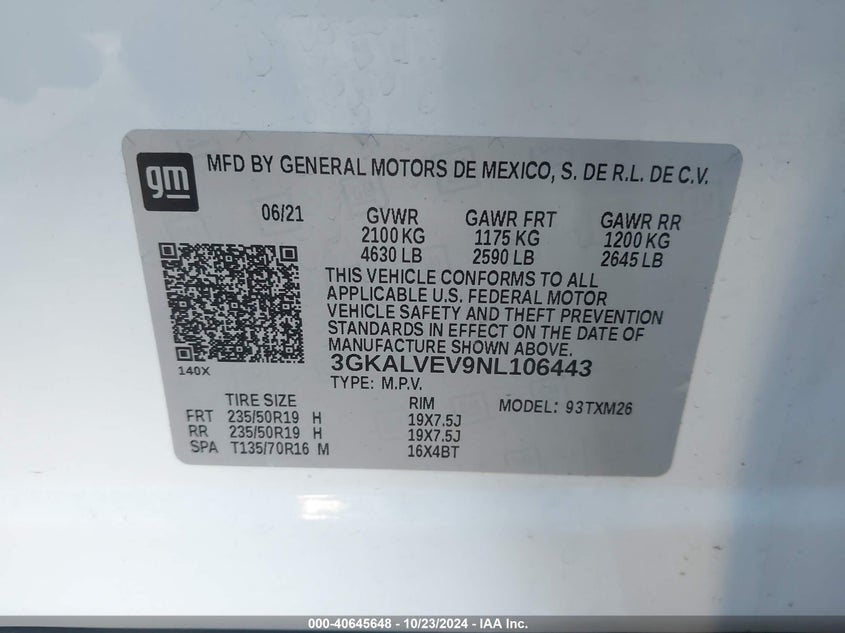 gm MFD BY GENERAL MOTORS DE MEXICO, S. DE R.L. DE C.V.
06/21 GVWR GAWR FRT GAWR RR
2100 KG 1175 KG 1200 KG
4630 LB 2590 LB 2645 LB
THIS VEHICLE CONFORMS TO ALL
APPLICABLE U.S. FEDERAL MOTOR
VEHICLE SAFETY AND THEFT PREVENTION
STANDARDS IN EFFECT ON THE DATE OF
MANUFACTURE SHOWN ABOVE.
140X
3GKALVEV9NL106443
TYPE: M.P.V.
TIRE SIZE RIM MODEL: 93TXM26
FRT 235/50R19 H 19X7.5J
RR 235/50R19 H 19X7.5J
SPA T135/70R16 M 16X4BT
000-40645648 - 10/23/2024 - IAA Inc.